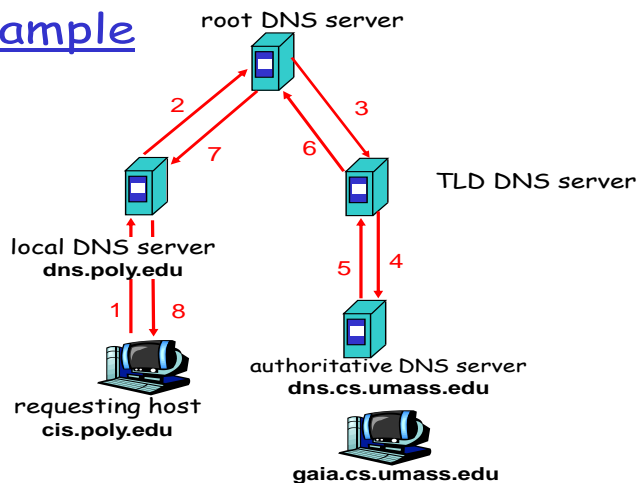 ample
root DNS server
2
3
7
6
TLD DNS server
local DNS server
dns.poly.edu
5
4
1
8
authoritative DNS server
dns.cs.umass.edu
requesting host
cis.poly.edu
gaia.cs.umass.edu